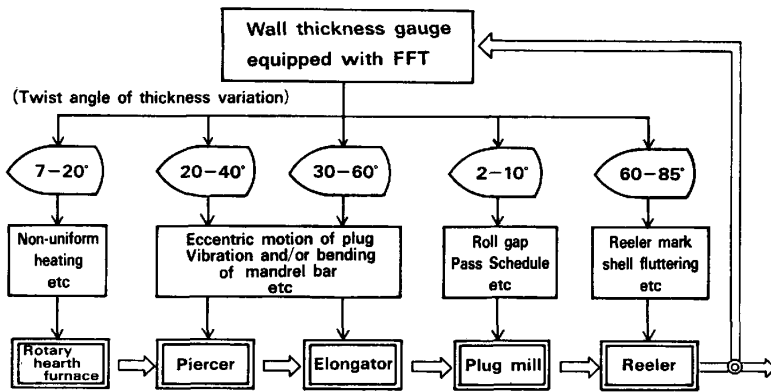 Wall thickness gauge
equipped with FFT
(Twist angle of thickness variation)
7-20°
20-40°
30-60°
2-10°
60-85°
Non-uniform
heating
etc
Eccentric motion of plug
Vibration and/or bending
of mandrel bar
etc
Roll gap
Pass Schedule
etc
Reeler mark
shell fluttering
etc
Rotary
hearth
furnace
Piercer
Elongator
Plug mill
Reeler